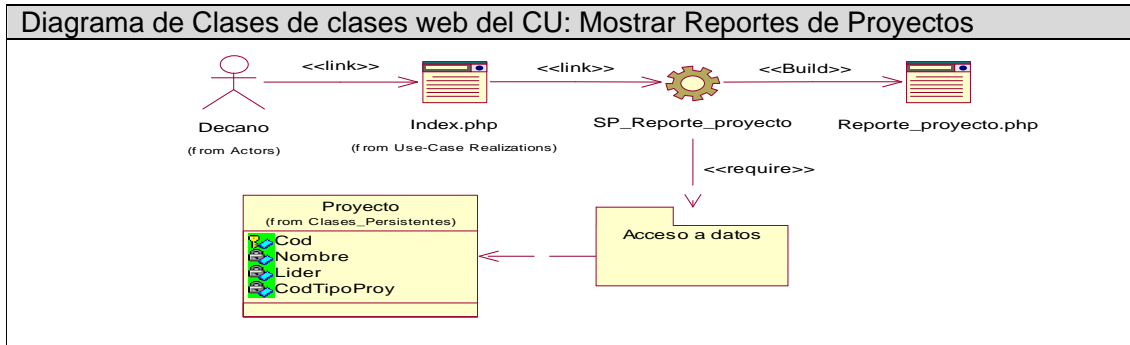 Diagrama de Clases de clases web del CU: Mostrar Reportes de Proyectos
<<link>>
<<link>>
<<Build>>
Decano
(from Actors)
Index.php
(from Use-Case Realizations)
SP_Reporte_proyecto
Reporte_proyecto.php
<<require>>
Proyecto
(from Clases_Persistentes)
Cod
Nombre
Lider
CodTipoProy
Acceso a datos